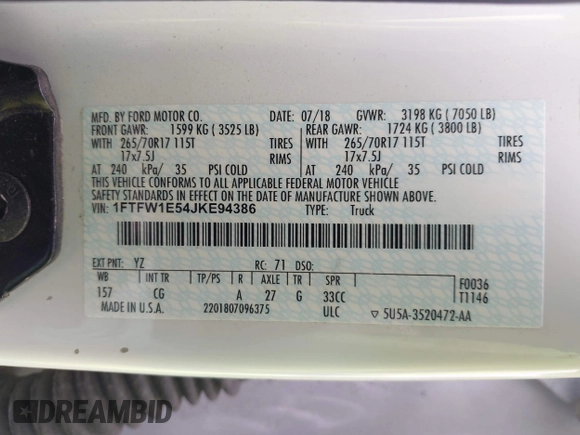 MFD. BY FORD MOTOR CO. DATE: 07/18 GVWR: 3198 KG ( 7050 LB)
FRONT GAWR: 1599 KG ( 3525 LB) REAR GAWR: 1724 KG ( 3800 LB)
WITH 265/70R17 115T TIRES WITH 265/70R17 115T TIRES
17x7.5J RIMS 17x7.5J RIMS
AT 240 kPa/ 35 PSI COLD AT 240 kPa/ 35 PSI COLD
THIS VEHICLE CONFORMS TO ALL APPLICABLE FEDERAL MOTOR VEHICLE
SAFETY STANDARDS IN EFFECT ON THE DATE OF MANUFACTURE SHOWN ABOVE.
VIN: 1FTFW1E54JKE94386 TYPE: Truck
EXT PNT: YZ RC: 71 DSO:
WB INT TR TP/PS R AXLE TR SPR
157 CG A 27 G 33CC
F0036
T1146
MADE IN U.S.A. 2201807096375 ULC ▽ 5U5A-3520472-AA
DREAMBID